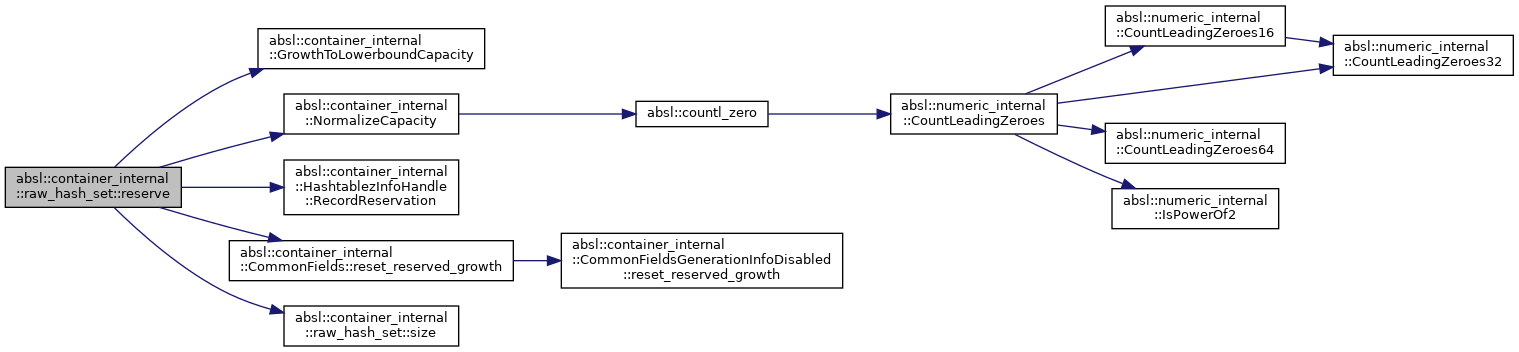 absl::container_internal
::raw_hash_set::reserve
absl::container_internal
::GrowthToLowerboundCapacity
absl::container_internal
::NormalizeCapacity
absl::container_internal
::HashtablezInfoHandle
::RecordReservation
absl::container_internal
::CommonFields::reset_reserved_growth
absl::container_internal
::raw_hash_set::size
absl::countl_zero
absl::container_internal
::CommonFieldsGenerationInfoDisabled
::reset_reserved_growth
absl::numeric_internal
::CountLeadingZeroes
absl::numeric_internal
::CountLeadingZeroes16
absl::numeric_internal
::CountLeadingZeroes32
absl::numeric_internal
::CountLeadingZeroes64
absl::numeric_internal
::IsPowerOf2